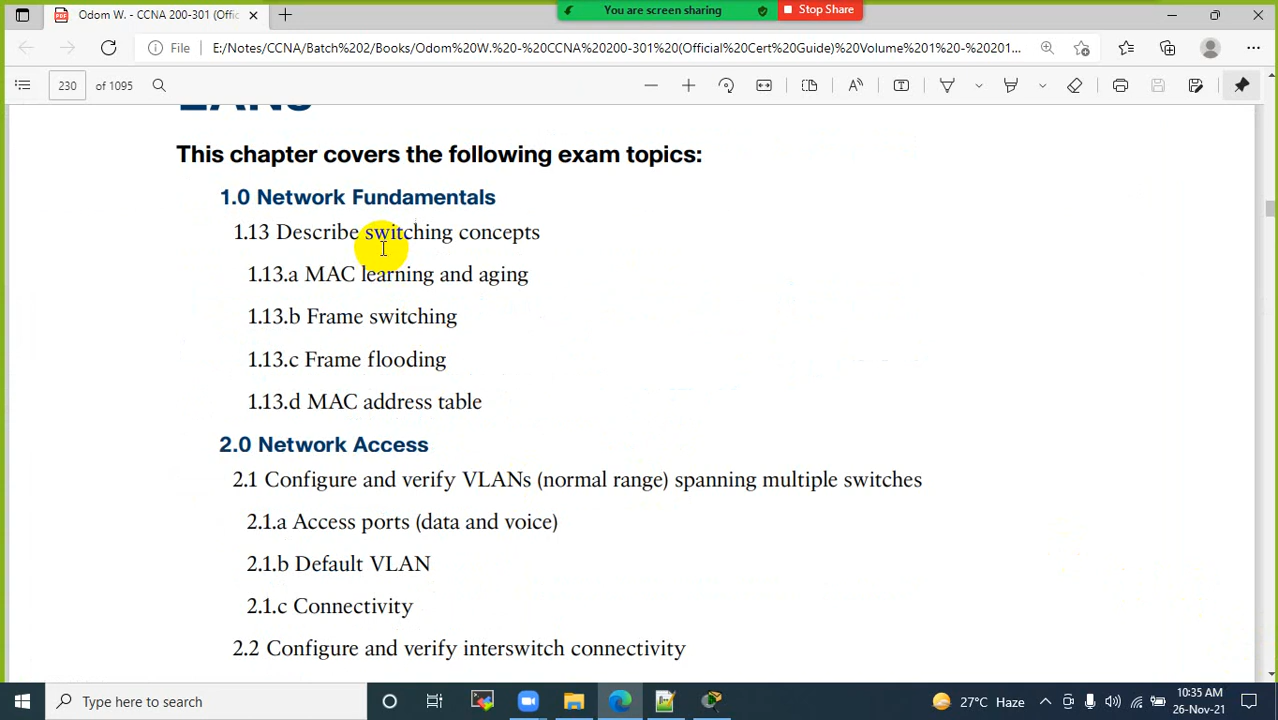 Odom W. - CCNA 200-301 (Offic
You are screen sharing
Stop Share
File
E:/Notes/CCNA/Batch%202/Books/Odom%20W.%20-%20CCNA%20200-301%20(Official%20Cert%20Guide)%20Volume%201%20-%20201...
230 of 1095
This chapter covers the following exam topics:
1.0 Network Fundamentals
1.13 Describe switching concepts
1.13.a MAC learning and aging
1.13.b Frame switching
1.13.c Frame flooding
1.13.d MAC address table
2.0 Network Access
2.1 Configure and verify VLANs (normal range) spanning multiple switches
2.1.a Access ports (data and voice)
2.1.b Default VLAN
2.1.c Connectivity
2.2 Configure and verify interswitch connectivity
Type here to search
27°C Haze
10:35 AM
26-Nov-21